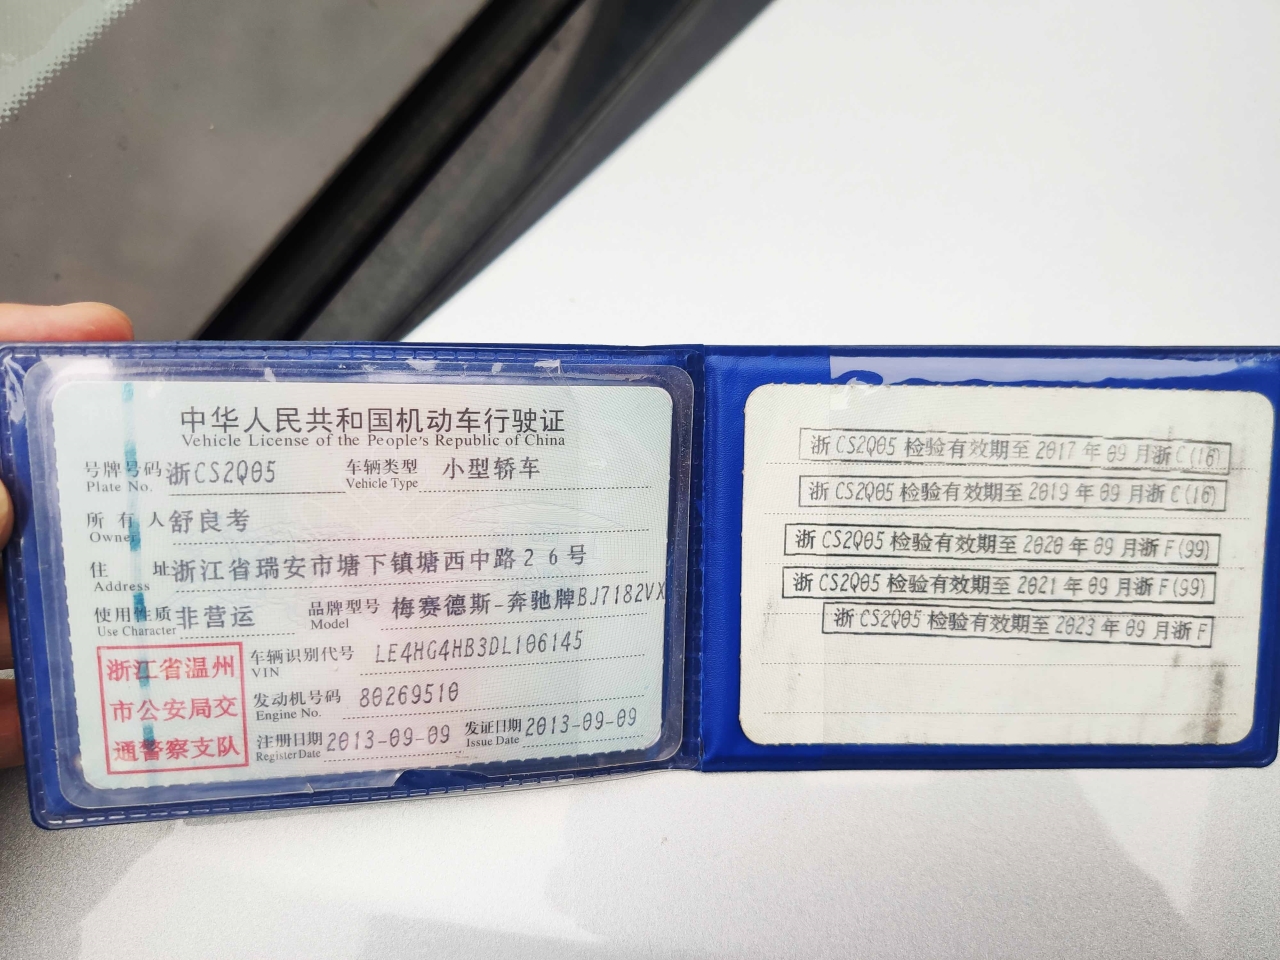 中华人民共和国机动车行驶证
Vehicle License of the People's Republic of China
号牌号码 浙CS2Q05 车辆类型 小型轿车
Plate No. Vehicle Type
所有人 舒良考
Owner
住址 浙江省瑞安市塘下镇塘西中路26号
Address
使用性质 非营运 品牌型号 梅赛德斯-奔驰牌BJ7182VX
Use Character Model
浙江省温州
市公安局交
通警察支队
车辆识别代号 LE4HG4HB3DL106145
VIN
发动机号码 80269510
Engine No.
注册日期 2013-09-09 发证日期 2013-09-09
Register Date Issue Date
浙CS2Q05 检验有效期至 2017年09月浙C(16)
浙CS2Q05 检验有效期至 2019年09月浙C(16)
浙CS2Q05 检验有效期至 2020年09月浙F(99)
浙CS2Q05 检验有效期至 2021年09月浙F(99)
浙CS2Q05 检验有效期至 2023年09月浙F